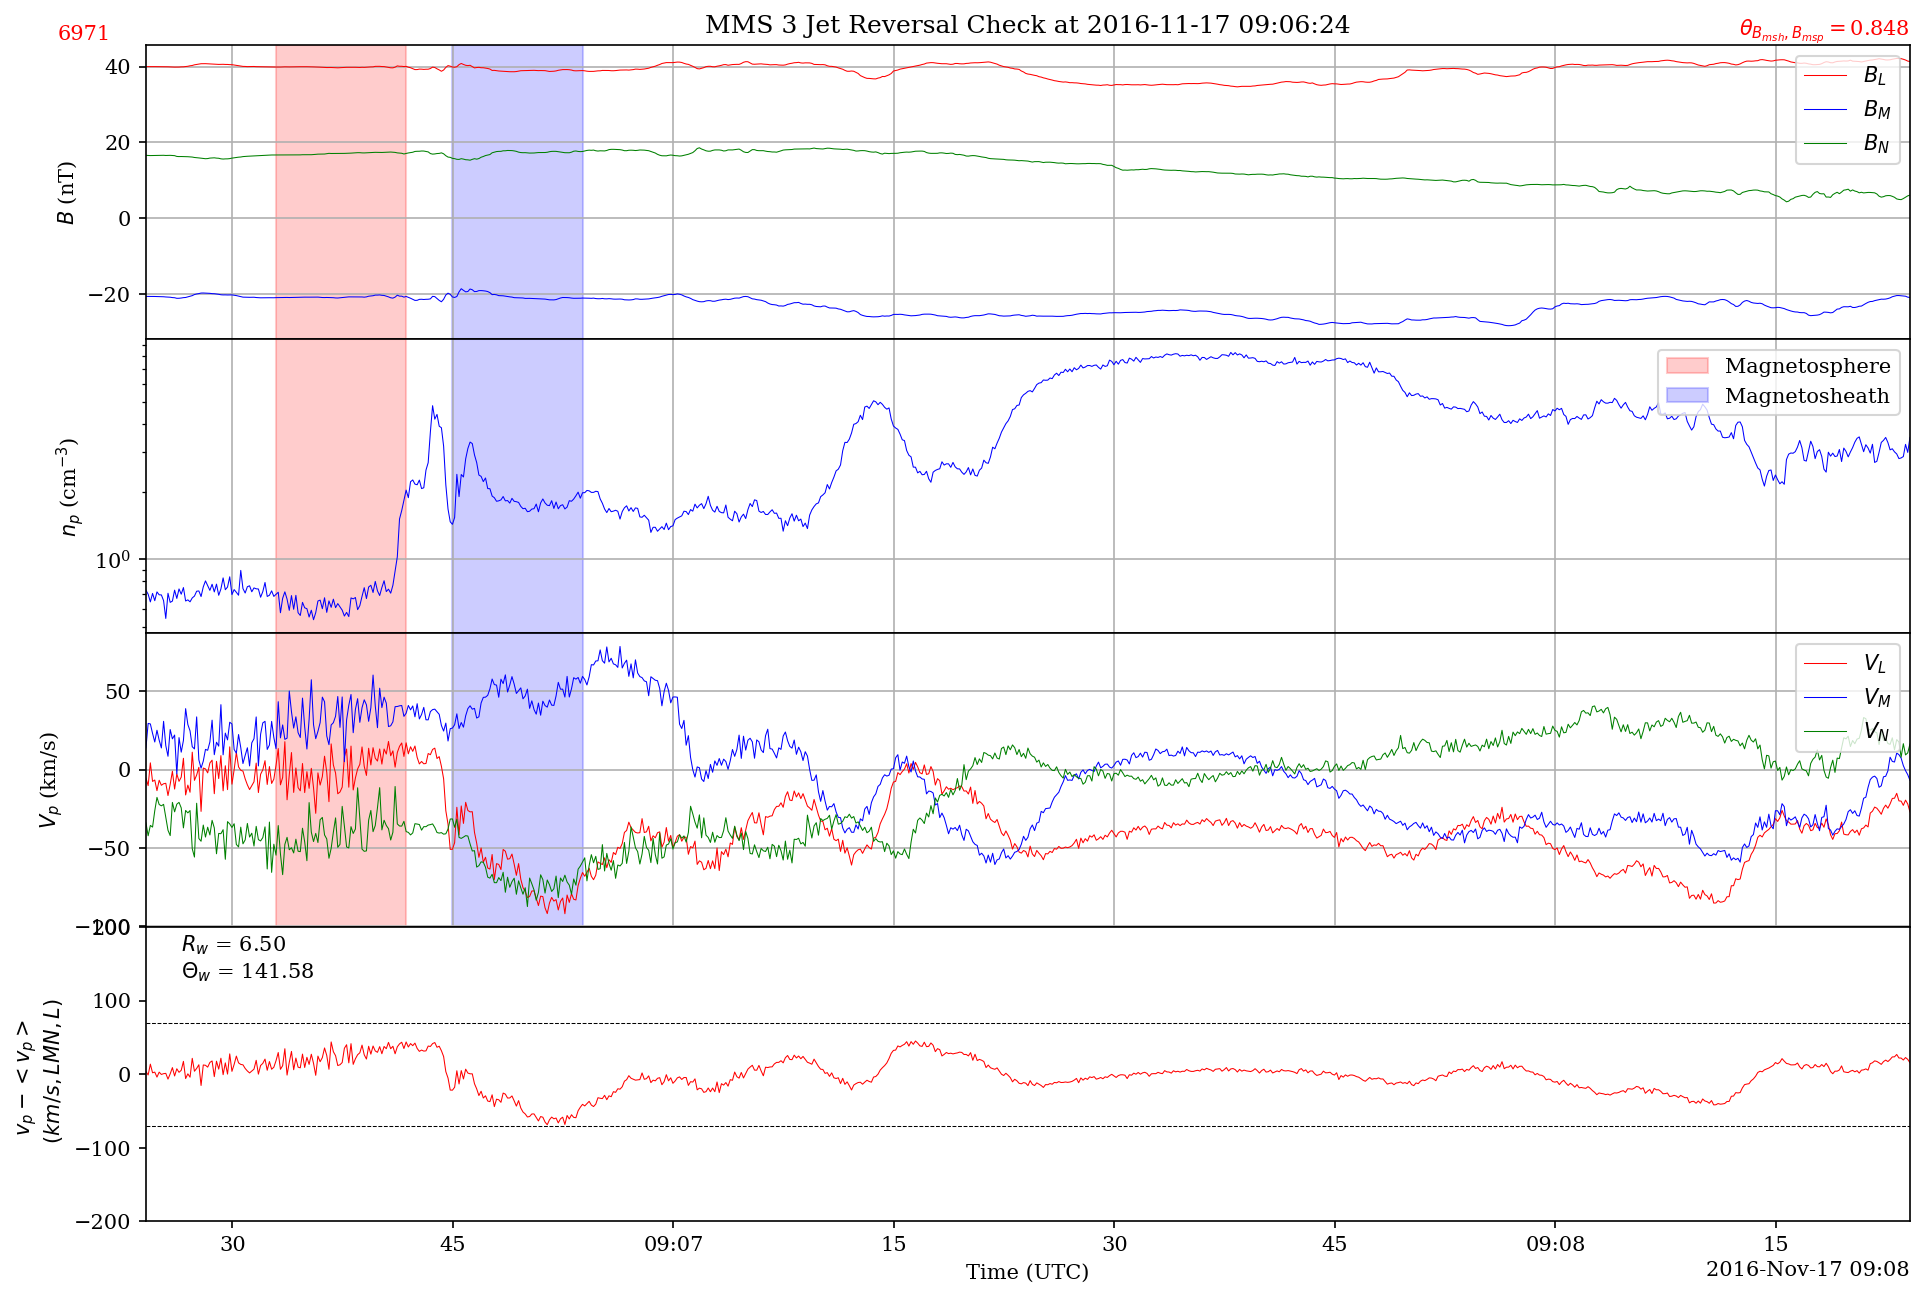 MMS 3 Jet Reversal Check at 2016-11-17 09:06:24
6971
θ_{B_{msh}, B_{msp}} = 0.848
40
20
0
−20
B (nT)
B_L
B_M
B_N
10^0
n_p (cm^{−3})
Magnetosphere
Magnetosheath
50
0
−50
−100
V_p (km/s)
V_L
V_M
V_N
200
100
0
−100
−200
v_p − < v_p >
(km/s, LMN, L)
R_w = 6.50
Θ_w = 141.58
30
45
09:07
15
30
45
09:08
15
Time (UTC)
2016-Nov-17 09:08